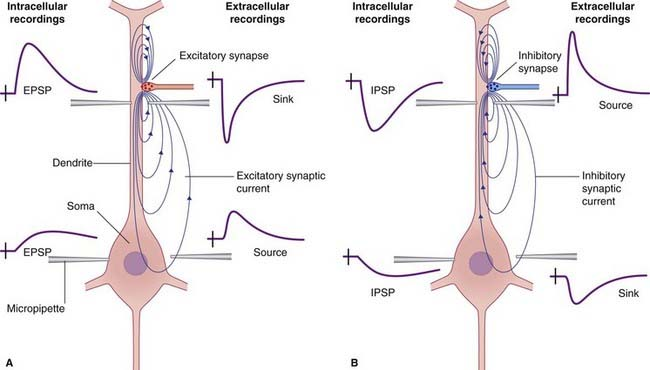 Intracellular
recordings
Extracellular
recordings
Excitatory synapse
EPSP
Sink
Dendrite
Excitatory synaptic
current
Soma
EPSP
Source
Micropipette
A
Intracellular
recordings
Extracellular
recordings
Inhibitory
synapse
IPSP
Source
Inhibitory
synaptic
current
IPSP
Sink
B